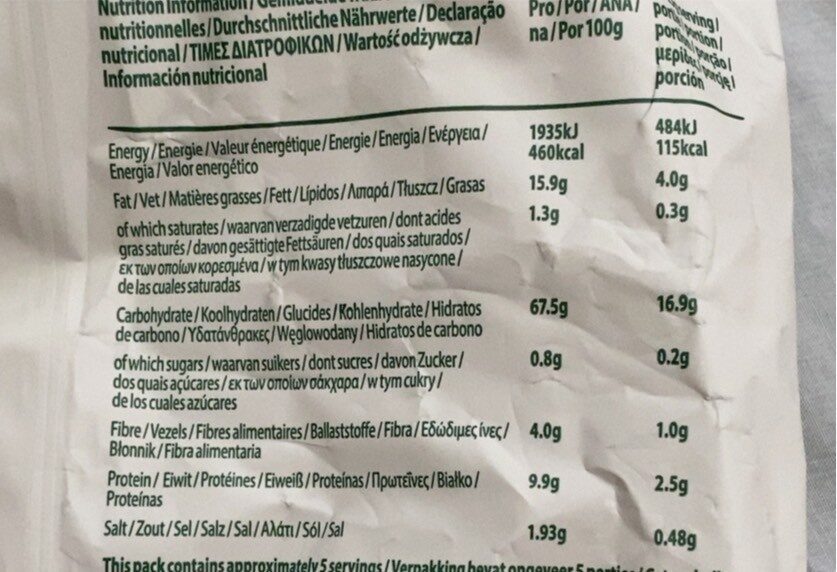 Nutrition Information /
nutritionnelles / Durchschnittliche Nährwerte / Declaração
nutricional / ΤΙΜΕΣ ΔΙΑΤΡΟΦΙΚΩΝ / Wartość odżywcza /
Información nutricional
Pro / Por / ANA /
na / Por 100g
porción
Energy / Energie / Valeur énergétique / Energie / Energia / Ενέργεια /
Energia / Valor energético
1935kJ 484kJ
460kcal 115kcal
Fat / Vet / Matières grasses / Fett / Lípidos / Λιπαρά / Tłuszcz / Grasas 15.9g 4.0g
of which saturates / waarvan verzadigde vetzuren / dont acides 1.3g 0.3g
gras saturés / davon gesättigte Fettsäuren / dos quais saturados /
εκ των οποίων κορεσμένα / w tym kwasy tłuszczowe nasycone /
de las cuales saturadas
Carbohydrate / Koolhydraten / Glucides / Kohlenhydrate / Hidratos 67.5g 16.9g
de carbono / Υδατάνθρακες / Węglowodany / Hidratos de carbono
of which sugars / waarvan suikers / dont sucres / davon Zucker / 0.8g 0.2g
dos quais açúcares / εκ των οποίων σάκχαρα / w tym cukry /
de los cuales azúcares
Fibre / Vezels / Fibres alimentaires / Ballaststoffe / Fibra / Εδώδιμες ίνες / 4.0g 1.0g
Błonnik / Fibra alimentaria
Protein / Eiwit / Protéines / Eiweiß / Proteínas / Πρωτεΐνες / Białko / 9.9g 2.5g
Proteínas
Salt / Zout / Sel / Salz / Sal / Αλάτι / Sól / Sal 1.93g 0.48g
This pack contains approximately 5 servings / Verpakking bevat ongeveer 5